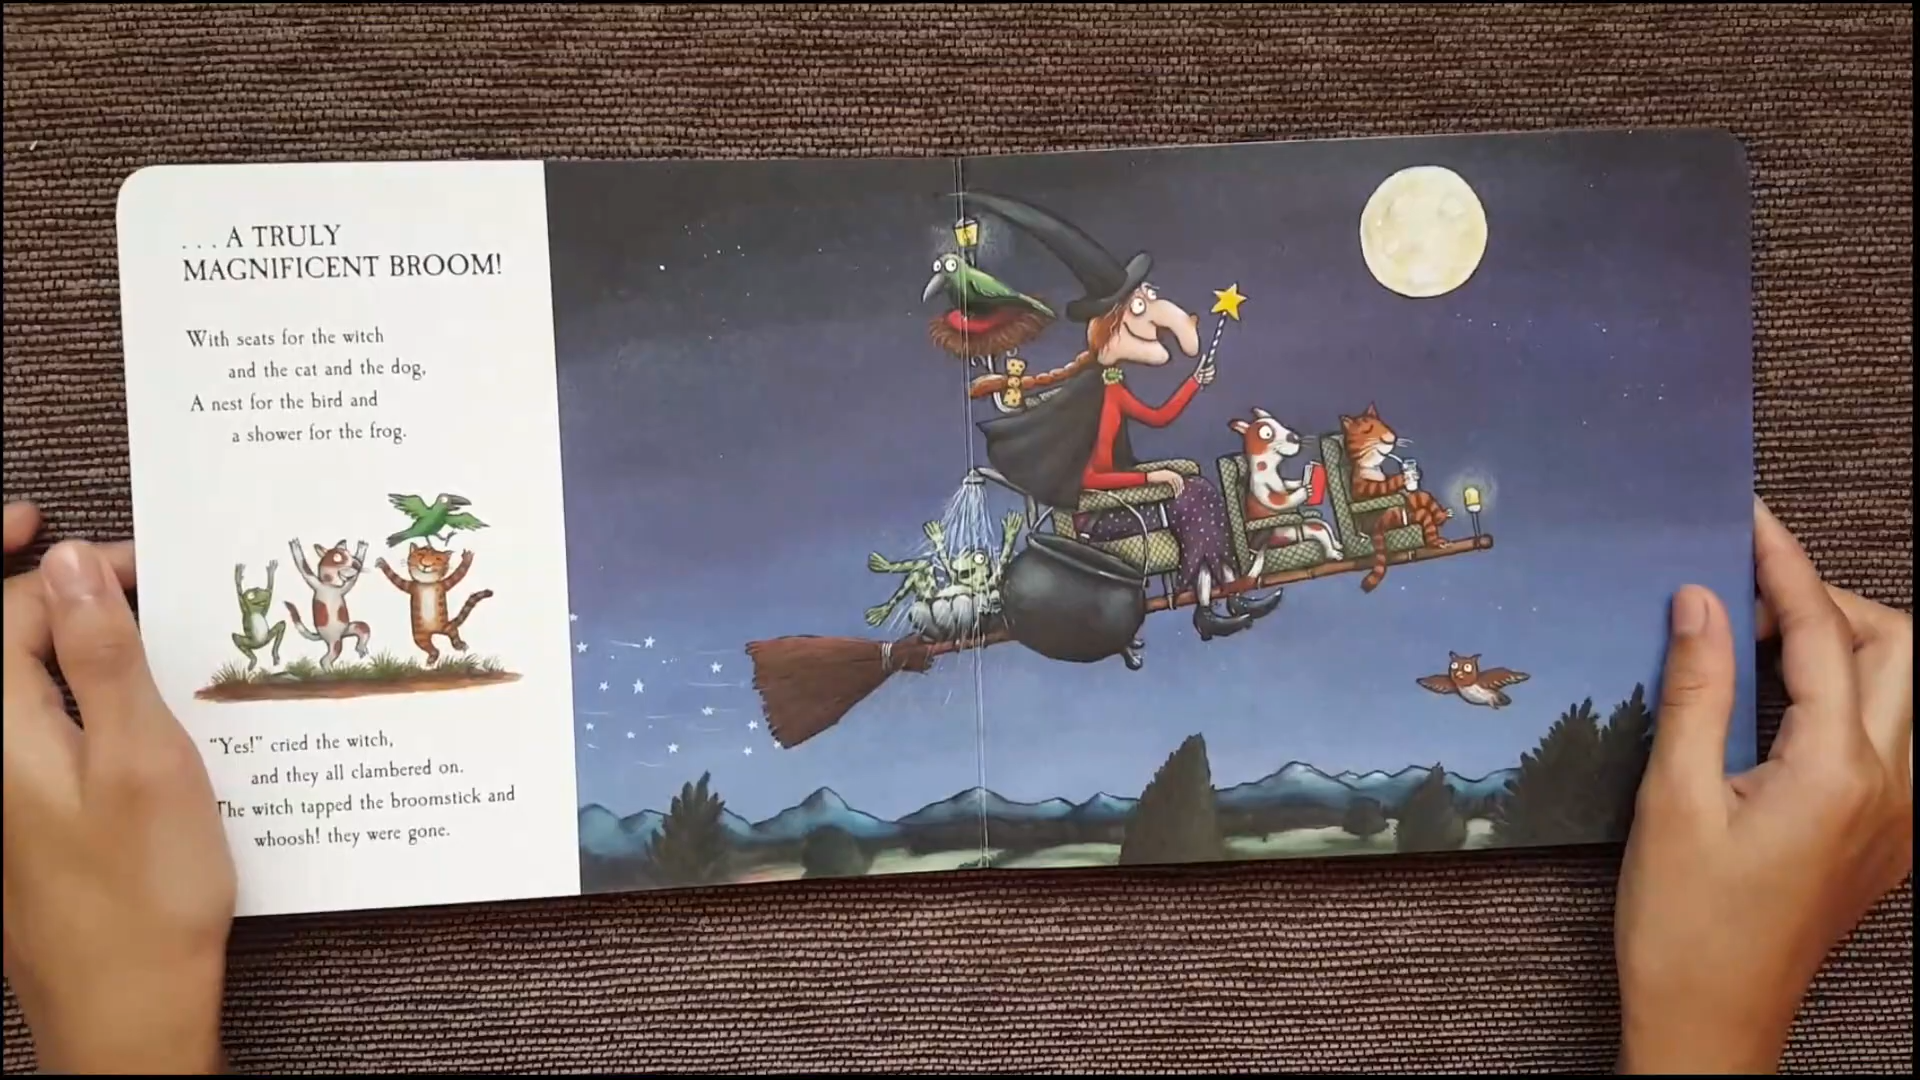 . . . A TRULY
MAGNIFICENT BROOM!
With seats for the witch
and the cat and the dog,
A nest for the bird and
a shower for the frog.
“Yes!” cried the witch,
and they all clambered on.
The witch tapped the broomstick and
whoosh! they were gone.